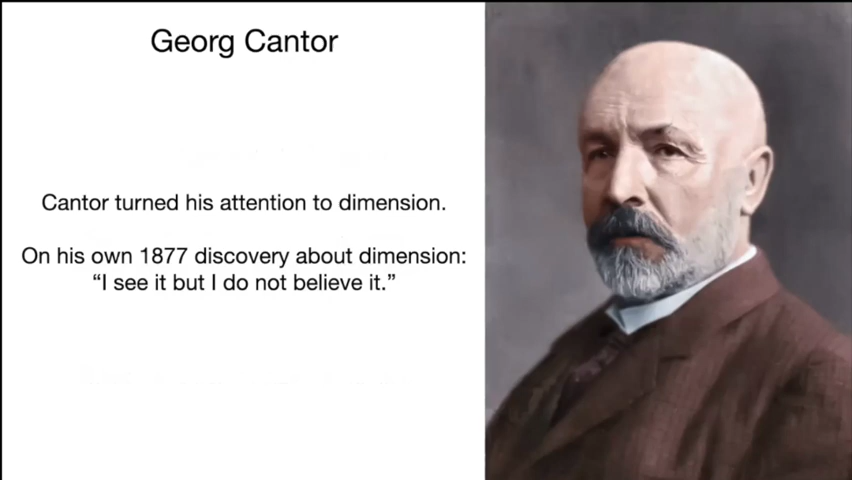 Georg Cantor
Cantor turned his attention to dimension.
On his own 1877 discovery about dimension:
“I see it but I do not believe it.”